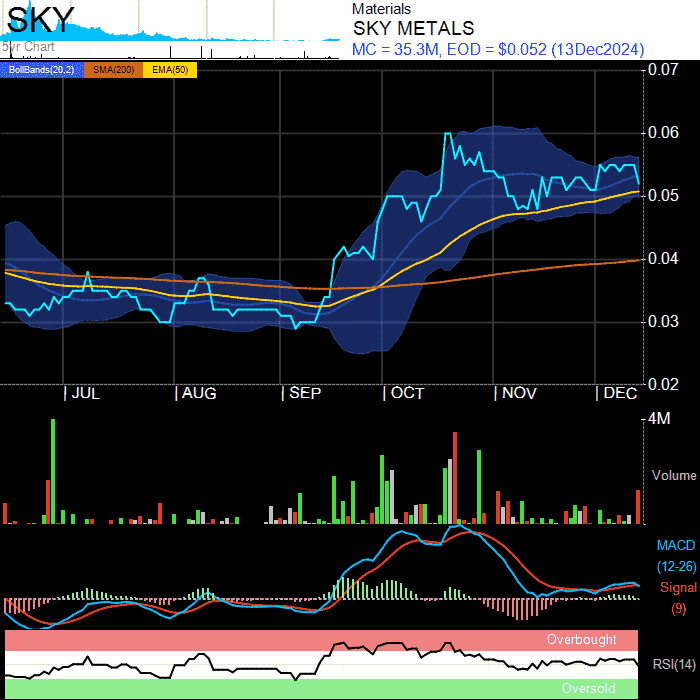 SKY
5yr Chart
Materials
SKY METALS
MC = 35.3M, EOD = $0.052 (13Dec2024)
BollBands(20,2) SMA(200) EMA(50)
0.07
0.06
0.05
0.04
0.03
0.02
JUL AUG SEP OCT NOV DEC
4M
Volume
MACD
(12-26)
Signal
(9)
Overbought
RSI(14)
Oversold